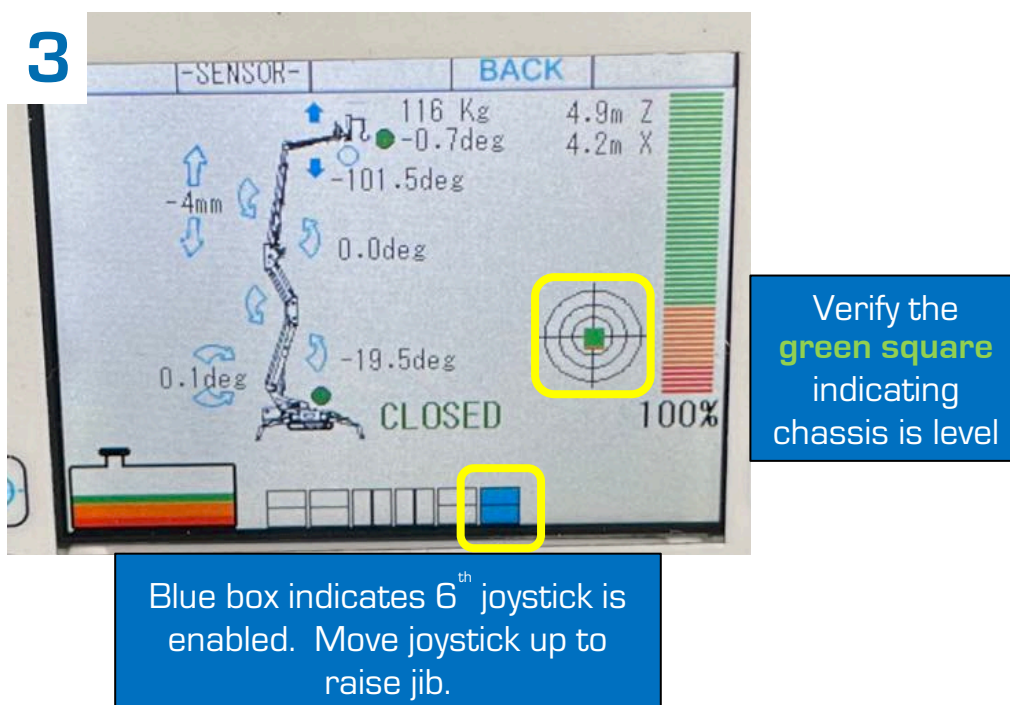 3
-SENSOR-
BACK
116 Kg
4.9m Z
-0.7deg
4.2m X
-101.5deg
-4mm
0.0deg
-19.5deg
0.1deg
CLOSED
100%
Verify the
green square
indicating
chassis is level
Blue box indicates 6th joystick is
enabled. Move joystick up to
raise jib.